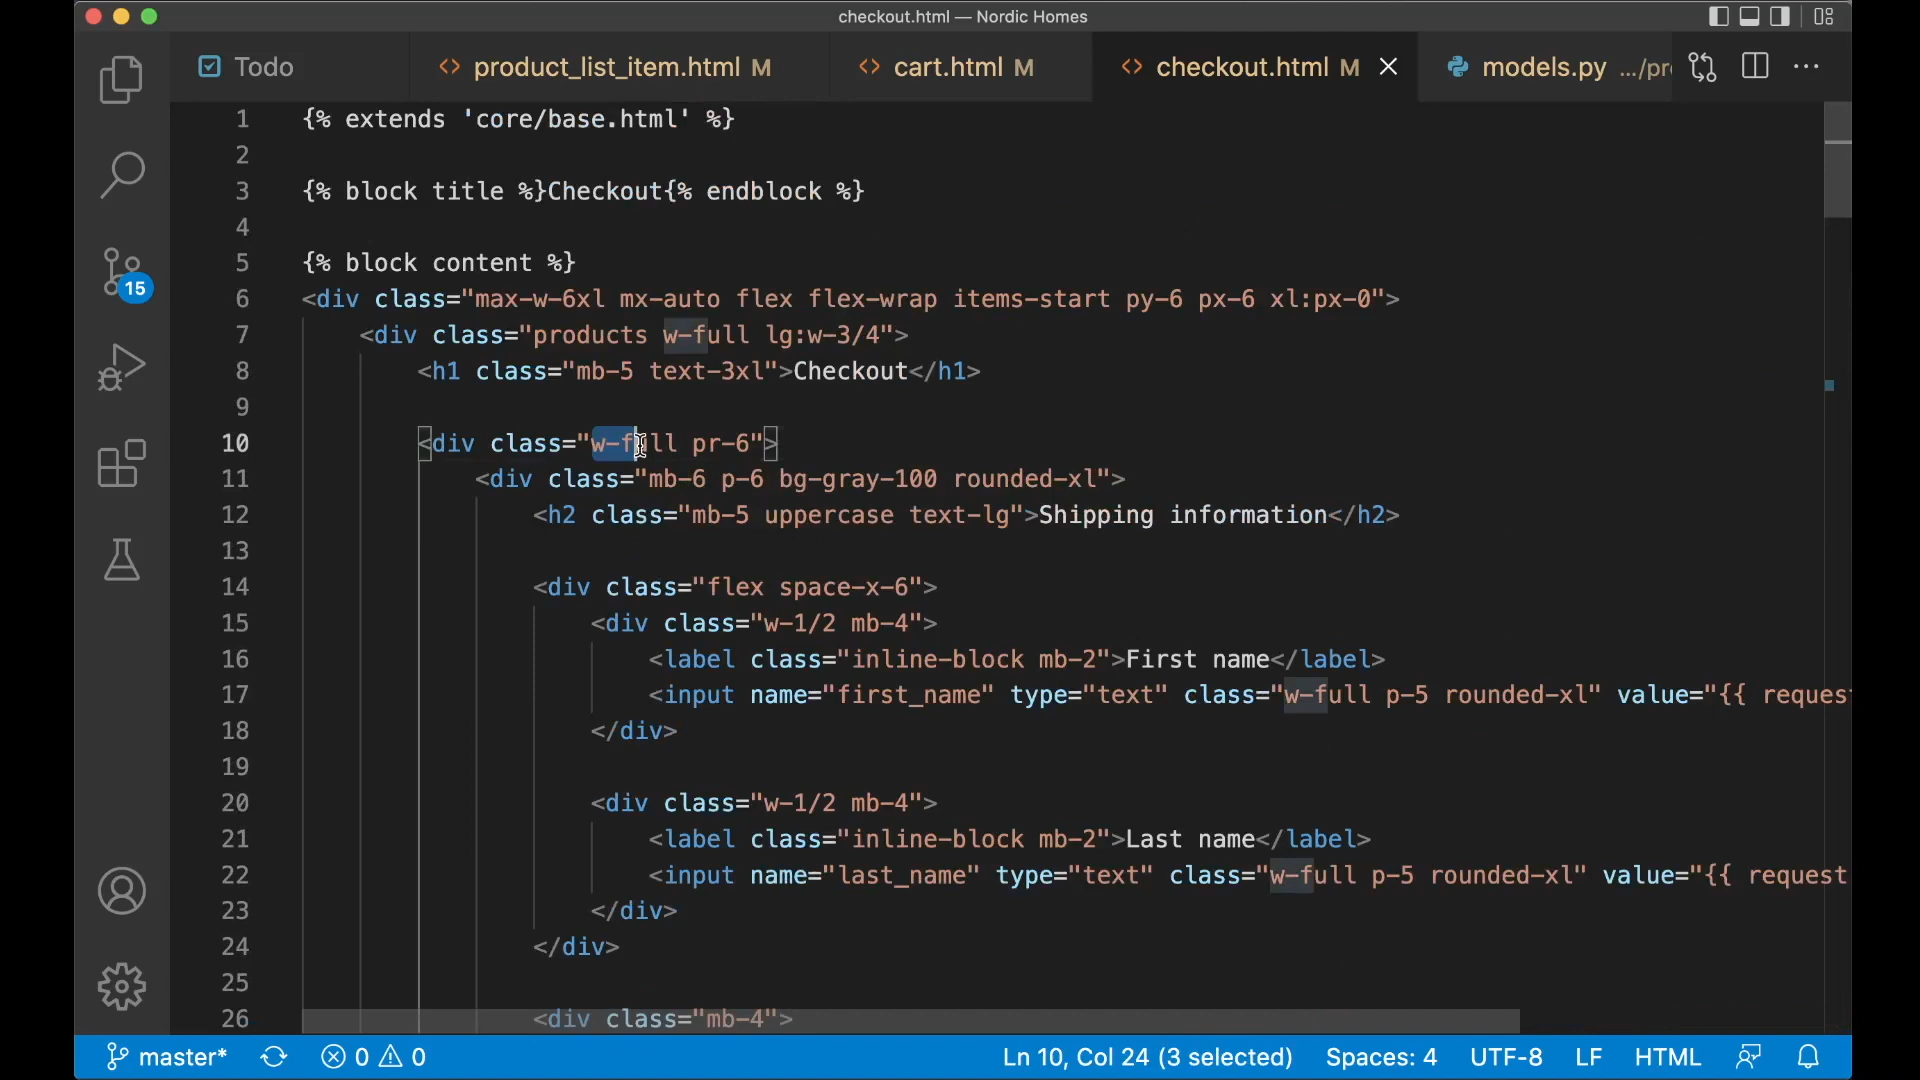 checkout.html — Nordic Homes
Todo
product_list_item.html M
cart.html M
checkout.html M
models.py .../pr
15
1 {% extends 'core/base.html' %}
2
3 {% block title %}Checkout{% endblock %}
4
5 {% block content %}
6 <div class="max-w-6xl mx-auto flex flex-wrap items-start py-6 px-6 xl:px-0">
7 <div class="products w-full lg:w-3/4">
8 <h1 class="mb-5 text-3xl">Checkout</h1>
9
10 <div class="w-full pr-6">
11 <div class="mb-6 p-6 bg-gray-100 rounded-xl">
12 <h2 class="mb-5 uppercase text-lg">Shipping information</h2>
13
14 <div class="flex space-x-6">
15 <div class="w-1/2 mb-4">
16 <label class="inline-block mb-2">First name</label>
17 <input name="first_name" type="text" class="w-full p-5 rounded-xl" value="{{ reques
18 </div>
19
20 <div class="w-1/2 mb-4">
21 <label class="inline-block mb-2">Last name</label>
22 <input name="last_name" type="text" class="w-full p-5 rounded-xl" value="{{ request
23 </div>
24 </div>
25
26 <div class="mb-4">
master* 0 0 Ln 10, Col 24 (3 selected) Spaces: 4 UTF-8 LF HTML